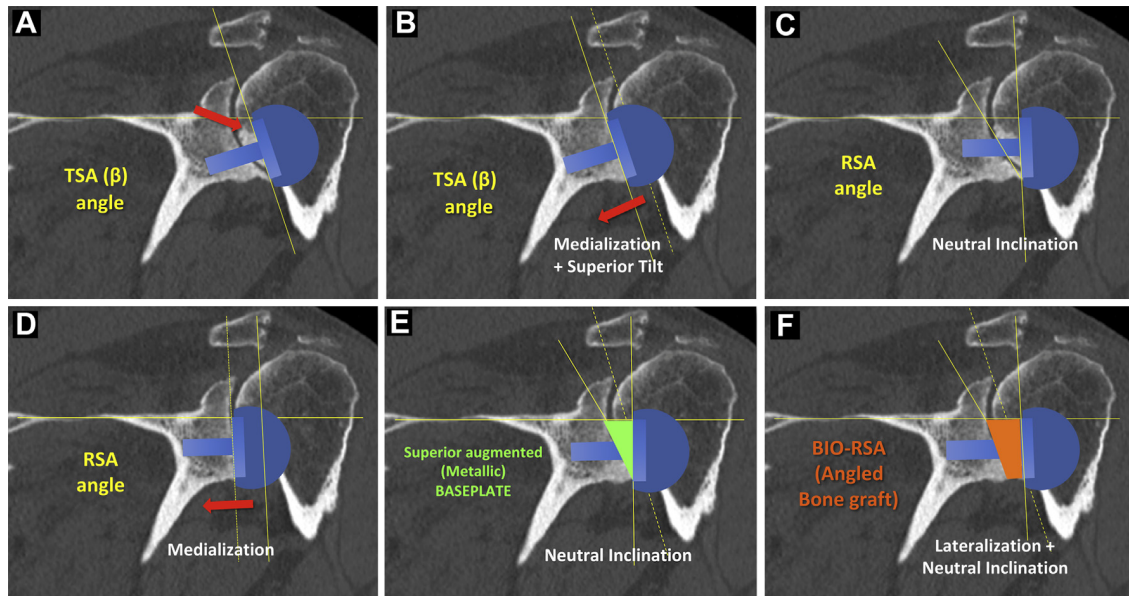 A
TSA (β)
angle
B
TSA (β)
angle
Medialization
+ Superior Tilt
C
RSA
angle
Neutral Inclination
D
RSA
angle
Medialization
E
Superior augmented
(Metallic)
BASEPLATE
Neutral Inclination
F
BIO-RSA
(Angled
Bone graft)
Lateralization +
Neutral Inclination